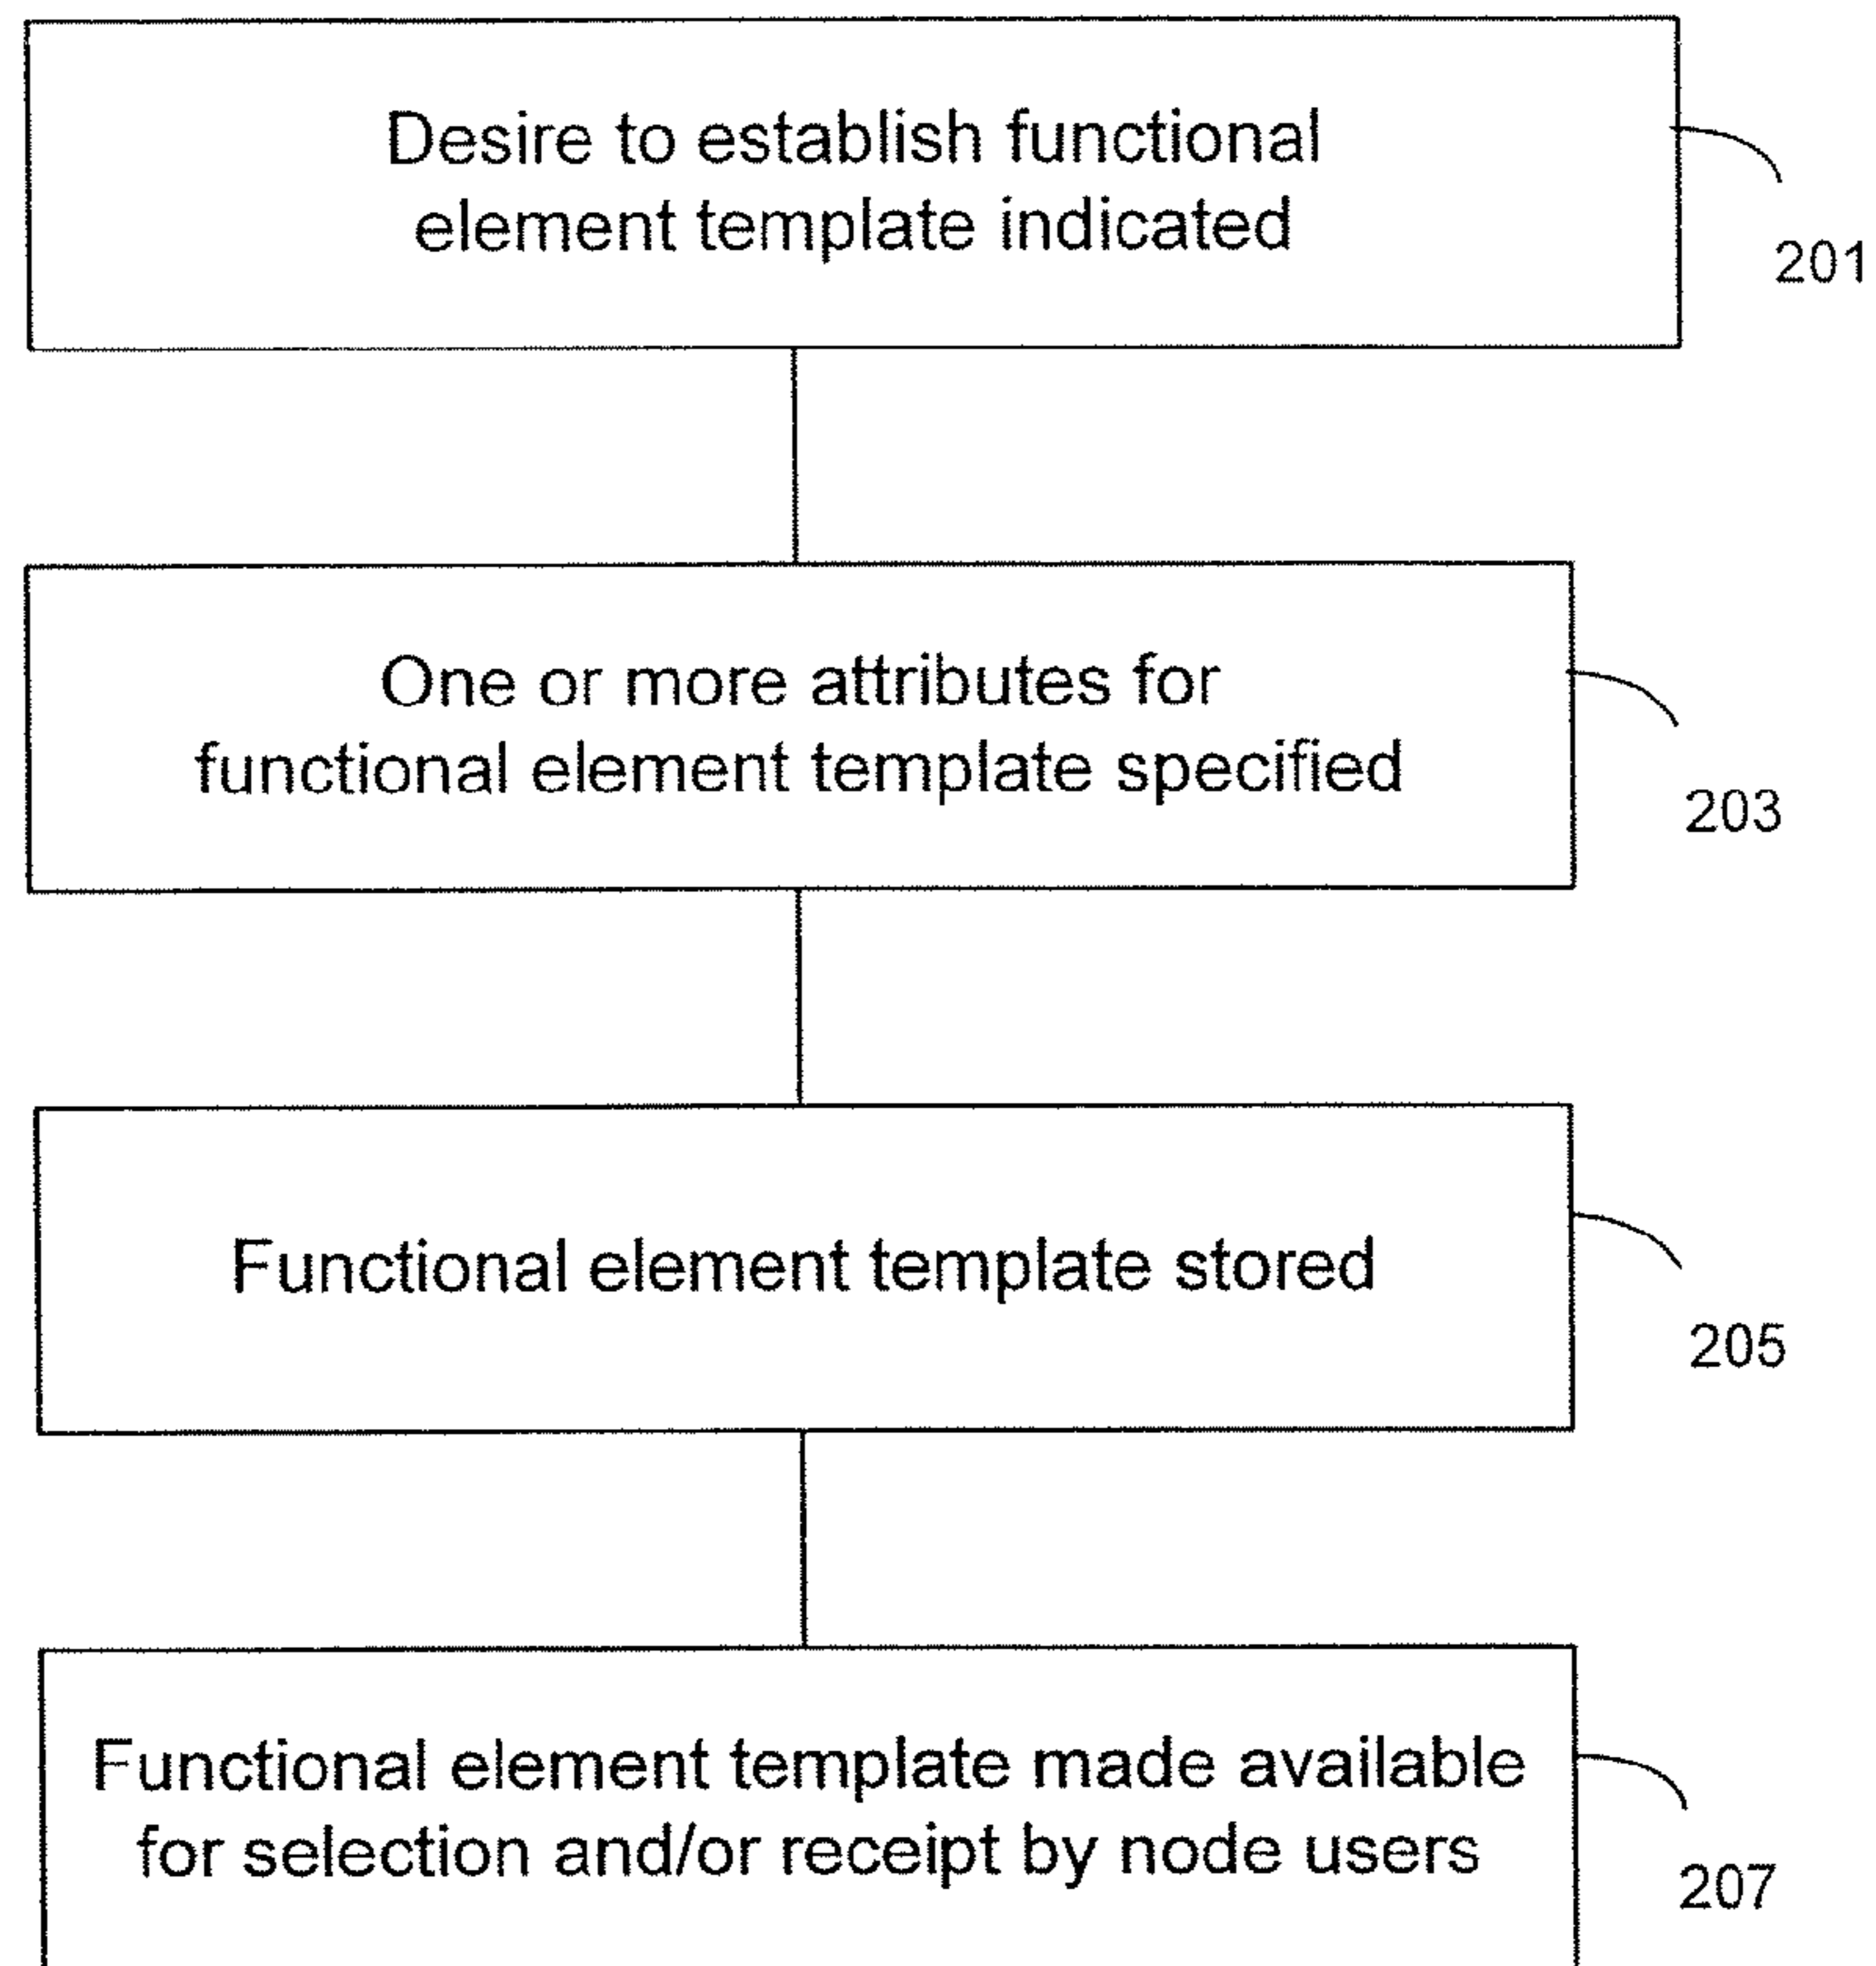 Desire to establish functional
element template indicated
201
One or more attributes for
functional element template specified
203
Functional element template stored
205
Functional element template made available
for selection and/or receipt by node users
207